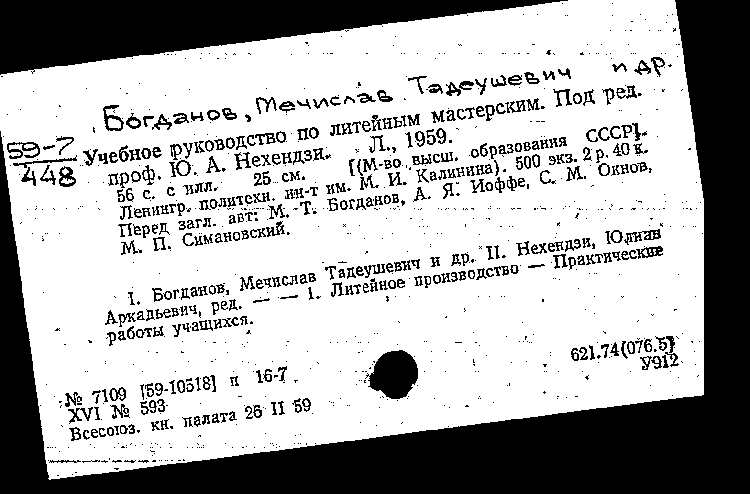 Богданов, Мечислав Тадеушевич и др.
59-7
448
Учебное руководство по литейным мастерским. Под ред.
проф. Ю. А. Нехендзи. Л., 1959.
56 с. с илл. 25 см. [(М-во высш. образования СССР].
Ленингр. политехн. ин-т им. М. И. Калинина). 500 экз. 2 р. 40 к.
Перед загл. авт: М. Т. Богданов, А. Я. Иоффе, С. М. Окнов,
М. П. Симановский.
I. Богданов, Мечислав Тадеушевич и др. II. Нехендзи, Юлиан
Аркадьевич, ред. — — 1. Литейное производство — Практические
работы учащихся.
№ 7109 [59-10518] п 16-7
621.74(076.5)
XVI № 593
У912
Всесоюз. кн. палата 26 II 59